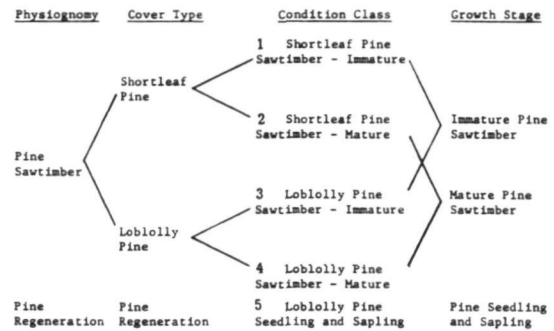 Physiognomy Cover Type Condition Class Growth Stage
1 Shortleaf Pine
Sawtimber - Immature
Shortleaf
Pine
2 Shortleaf Pine
Sawtimber - Mature
Immature Pine
Sawtimber
Pine
Sawtimber
3 Loblolly Pine
Sawtimber - Immature
Mature Pine
Sawtimber
Loblolly
Pine
4 Loblolly Pine
Sawtimber - Mature
Pine Pine 5 Loblolly Pine Pine Seedling
Regeneration Regeneration Seedling and Sapling and Sapling